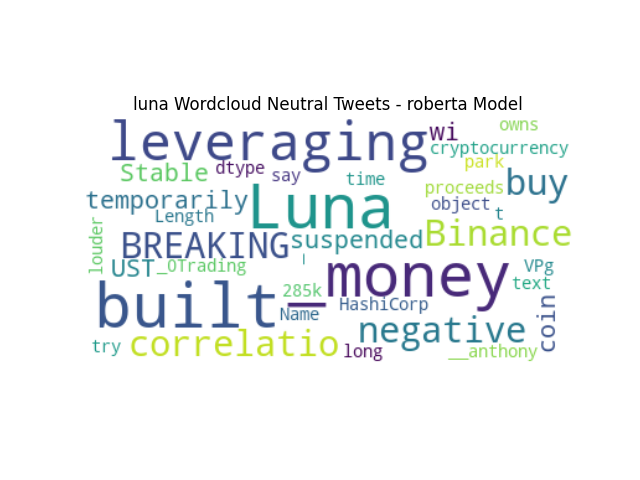 luna Wordcloud Neutral Tweets - roberta Model
leveraging wi owns
cryptocurrency
Stable dtype say time park
temporarily Luna proceeds buy
Length object t
louder BREAKING suspended Binance
UST _0Trading l _money VPg
built 285k text
Name HashiCorp coin
try correlatio long negative __anthony